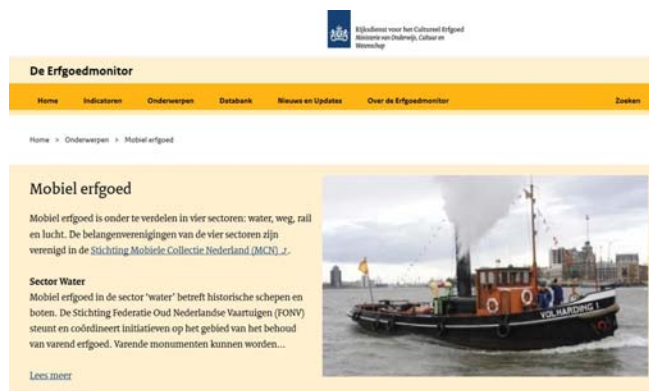 Rijksdienst voor het Cultureel Erfgoed
Ministerie van Onderwijs, Cultuur en
Wetenschap
De Erfgoedmonitor
Home Indicatoren Onderwerpen Databank Nieuws en Updates Over de Erfgoedmonitor Zoeken
Home > Onderwerpen > Mobiel erfgoed
Mobiel erfgoed
Mobiel erfgoed is onder te verdelen in vier sectoren: water, weg, rail
en lucht. De belangenverenigingen van de vier sectoren zijn
verenigd in de Stichting Mobiele Collectie Nederland (MCN).
Sector Water
Mobiel erfgoed in de sector ‘water’ betreft historische schepen en
boten. De Stichting Federatie Oud Nederlandse Vaartuigen (FONV)
steunt en coördineert initiatieven op het gebied van het behoud
van varend erfgoed. Varende monumenten kunnen worden...
Lees meer
VOLHARDING 1